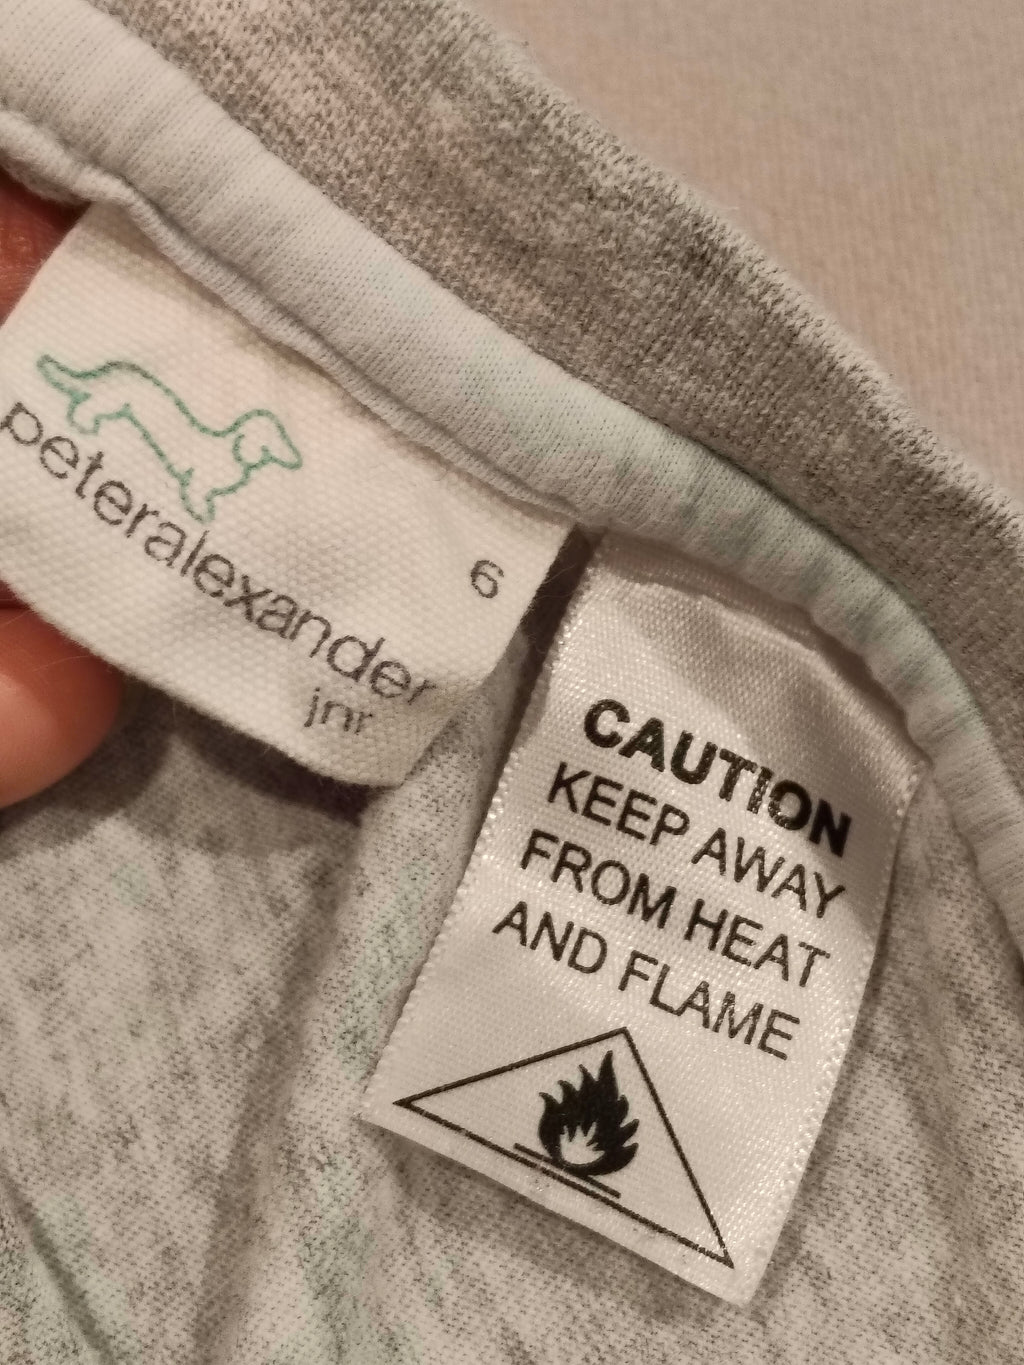 peteralexander
6
jnr
CAUTION
KEEP AWAY
FROM HEAT
AND FLAME